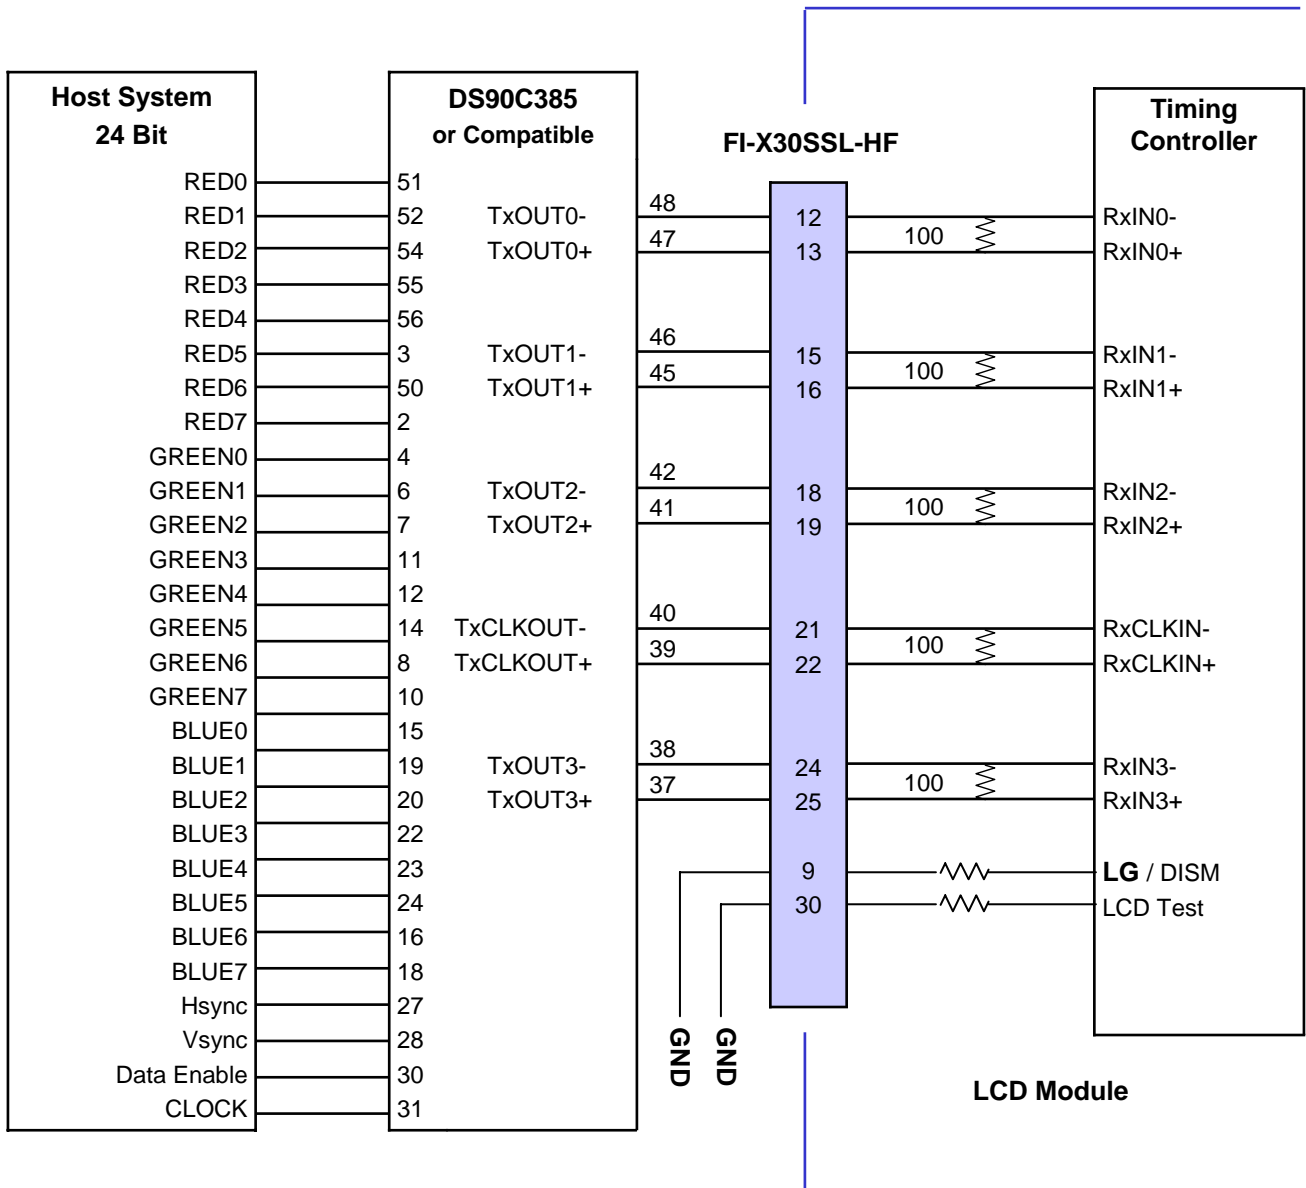 Host System
24 Bit
RED0
RED1
RED2
RED3
RED4
RED5
RED6
RED7
GREEN0
GREEN1
GREEN2
GREEN3
GREEN4
GREEN5
GREEN6
GREEN7
BLUE0
BLUE1
BLUE2
BLUE3
BLUE4
BLUE5
BLUE6
BLUE7
Hsync
Vsync
Data Enable
CLOCK
DS90C385
or Compatible
51
52
54
55
56
3
50
2
4
6
7
11
12
14
8
10
15
19
20
22
23
24
16
18
27
28
30
31
TxOUT0-
TxOUT0+
TxOUT1-
TxOUT1+
TxOUT2-
TxOUT2+
TxCLKOUT-
TxCLKOUT+
TxOUT3-
TxOUT3+
48
47
46
45
42
41
40
39
38
37
GND
GND
FI-X30SSL-HF
12
13
15
16
18
19
21
22
24
25
9
30
100
100
100
100
100
Timing
Controller
RxIN0-
RxIN0+
RxIN1-
RxIN1+
RxIN2-
RxIN2+
RxCLKIN-
RxCLKIN+
RxIN3-
RxIN3+
LG / DISM
LCD Test
LCD Module